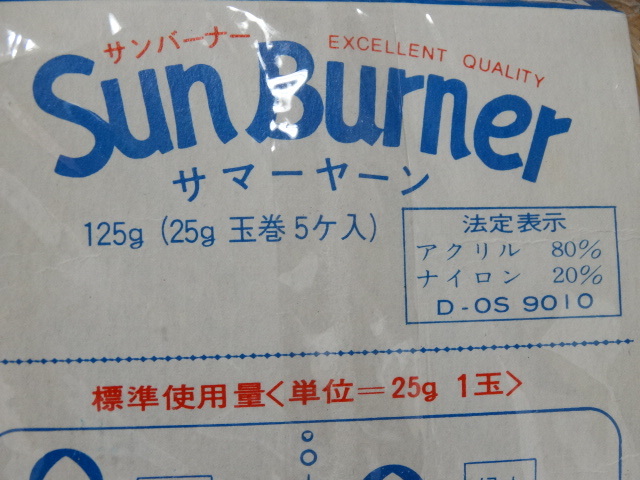 サンバーナー
EXCELLENT QUALITY
Sun Burner
サマーヤーン
125g (25g 玉巻 5ケ入)
法定表示
アクリル 80%
ナイロン 20%
D-OS 9010
標準使用量<単位=25g 1玉>